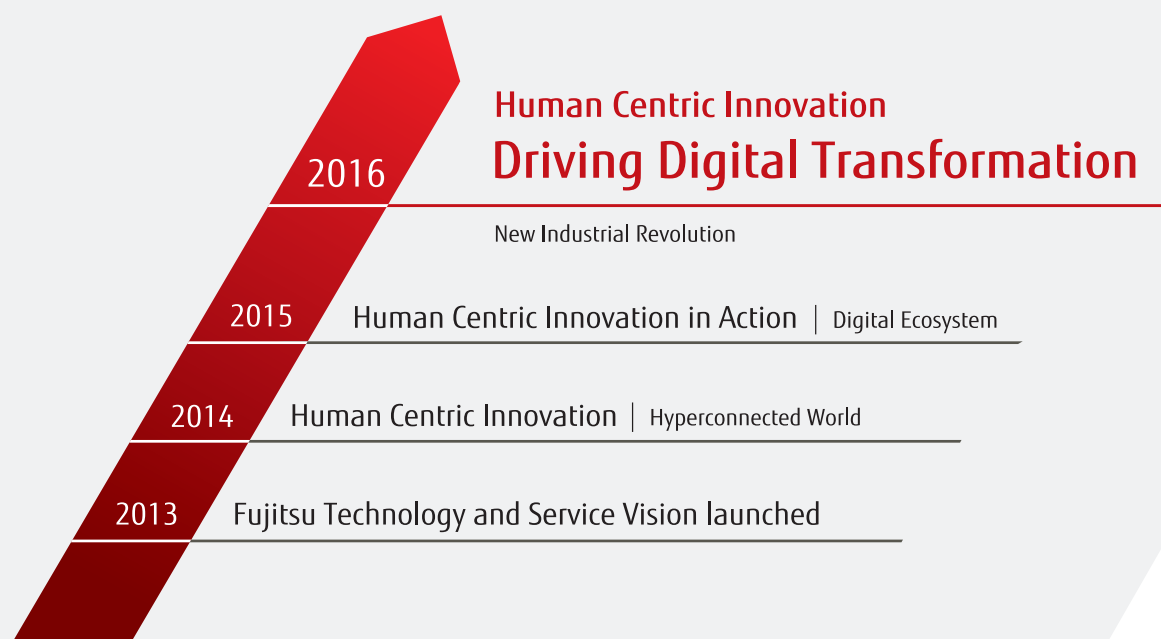 Human Centric Innovation
2016 Driving Digital Transformation
New Industrial Revolution
2015 Human Centric Innovation in Action | Digital Ecosystem
2014 Human Centric Innovation | Hyperconnected World
2013 Fujitsu Technology and Service Vision launched